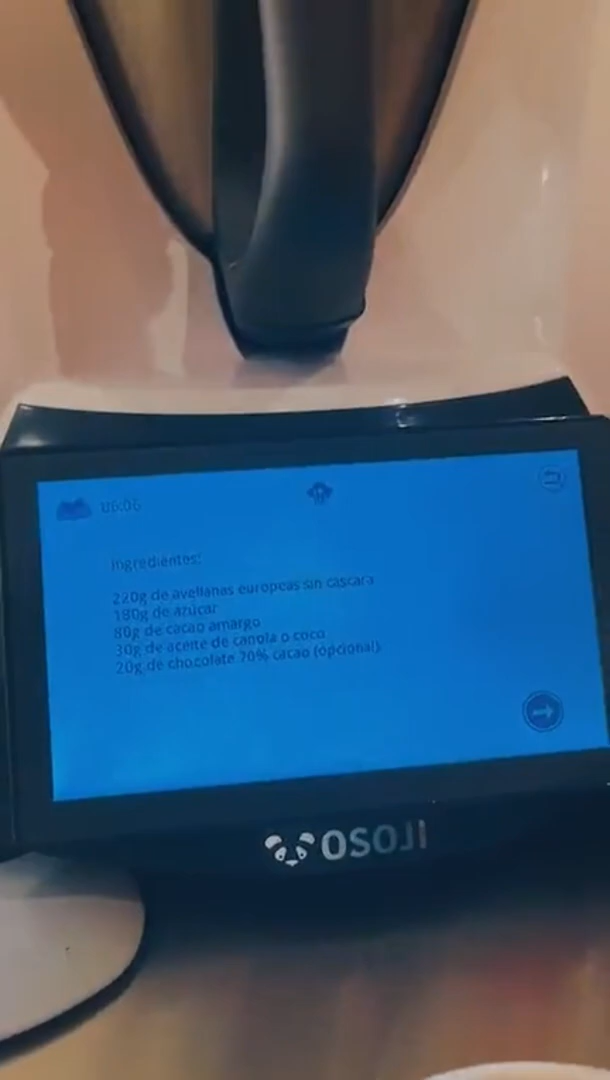 06:06
Ingredientes:
220g de avellanas europeas sin cascara
180g de azúcar
80g de cacao amargo
30g de aceite de canola o coco
20g de chocolate 70% cacao (opcional)
OSOJI